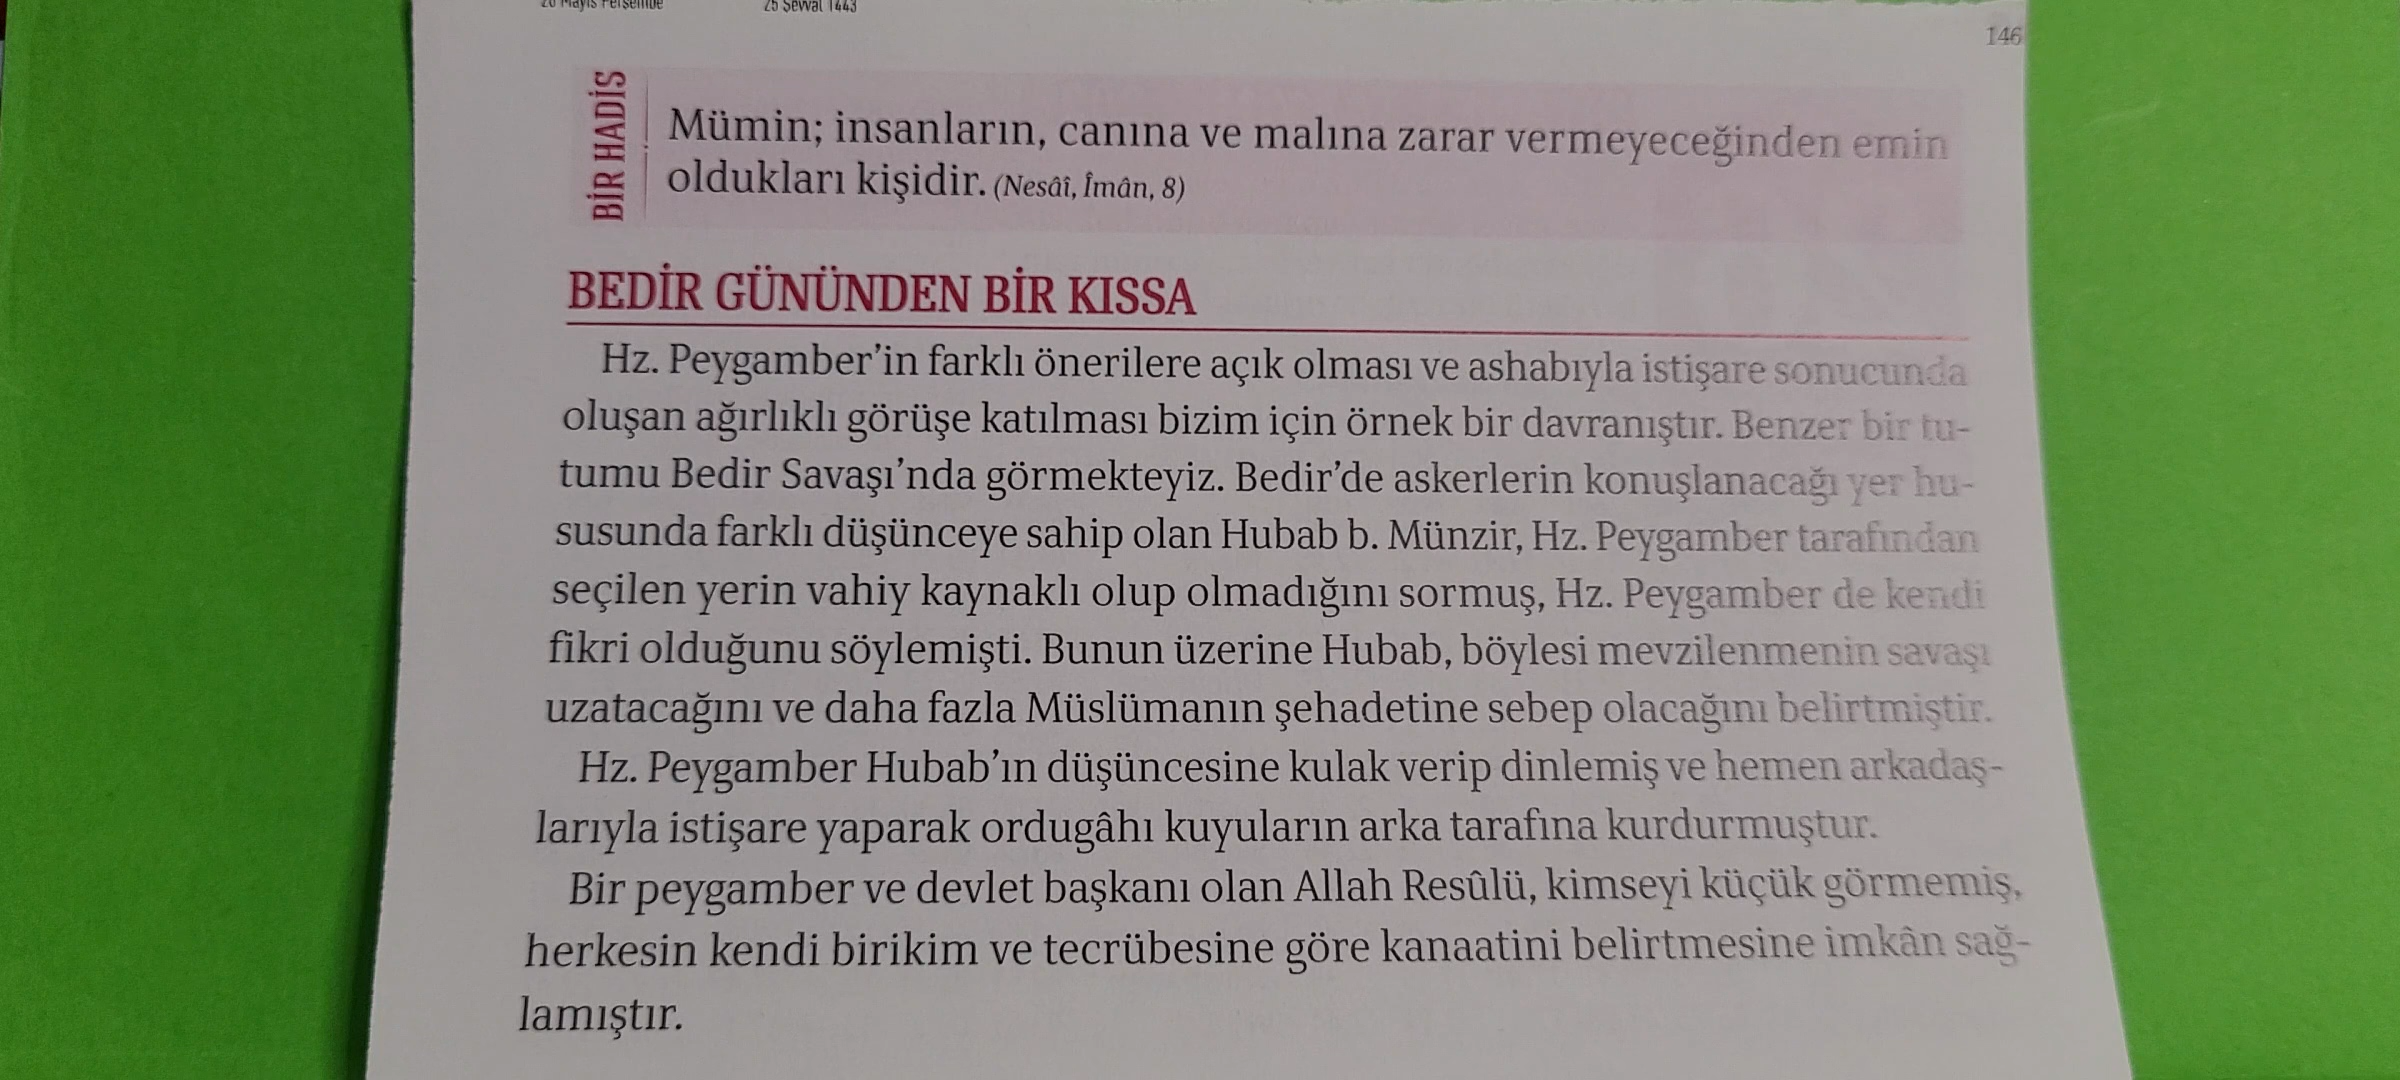 26 Mayıs Perşembe 25 Şevval 1443
146
BİR HADİS
Mümin; insanların, canına ve malına zarar vermeyeceğinden emin
oldukları kişidir. (Nesâî, Îmân, 8)
BEDİR GÜNÜNDEN BİR KISSA
Hz. Peygamber’in farklı önerilere açık olması ve ashabıyla istişare sonucunda
oluşan ağırlıklı görüşe katılması bizim için örnek bir davranıştır. Benzer bir tu-
tumu Bedir Savaşı’nda görmekteyiz. Bedir’de askerlerin konuşlanacağı yer hu-
susunda farklı düşünceye sahip olan Hubab b. Münzir, Hz. Peygamber tarafından
seçilen yerin vahiy kaynaklı olup olmadığını sormuş, Hz. Peygamber de kendi
fikri olduğunu söylemişti. Bunun üzerine Hubab, böylesi mevzilenmenin savaşı
uzatacağını ve daha fazla Müslümanın şehadetine sebep olacağını belirtmiştir.
Hz. Peygamber Hubab’ın düşüncesine kulak verip dinlemiş ve hemen arkadaş-
larıyla istişare yaparak ordugâhı kuyuların arka tarafına kurdurmuştur.
Bir peygamber ve devlet başkanı olan Allah Resûlü, kimseyi küçük görmemiş,
herkesin kendi birikim ve tecrübesine göre kanaatini belirtmesine imkân sağ-
lamıştır.